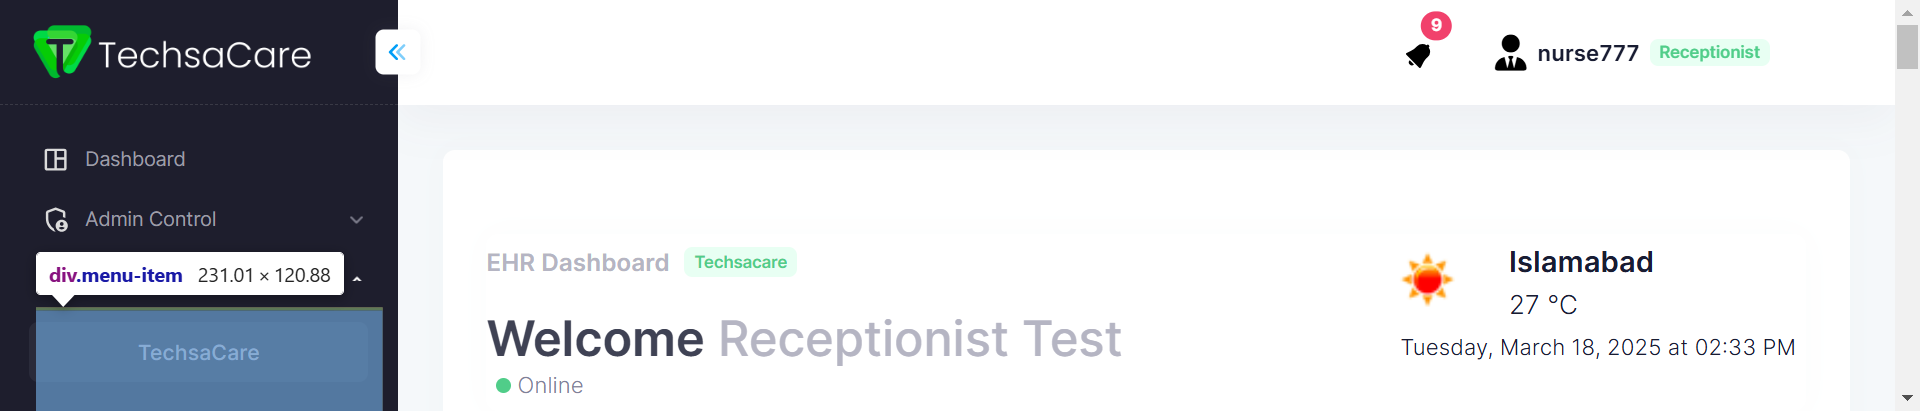 TechsaCare
9
nurse777 Receptionist
Dashboard
Admin Control
div.menu-item 231.01 × 120.88
TechsaCare
EHR Dashboard Techsacare
Welcome Receptionist Test
Online
Islamabad
27 °C
Tuesday, March 18, 2025 at 02:33 PM